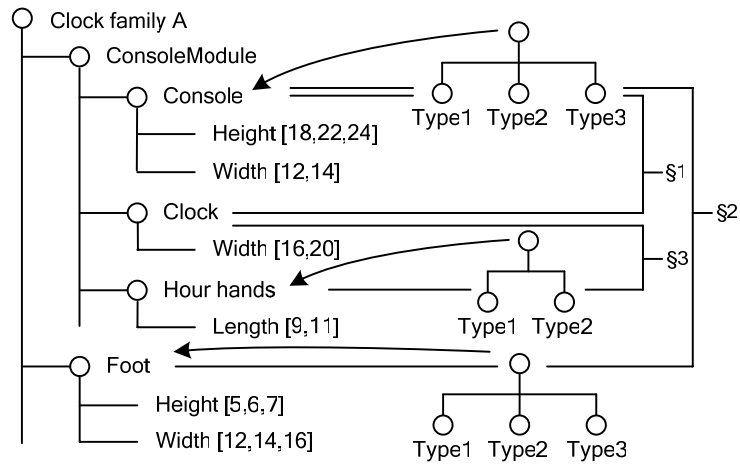 Clock family A
ConsoleModule
Console
Type1 Type2 Type3
Height [18,22,24]
Width [12,14]
§1
Clock
§2
Width [16,20]
§3
Hour hands
Type1 Type2
Length [9,11]
Foot
Height [5,6,7]
Width [12,14,16]
Type1 Type2 Type3